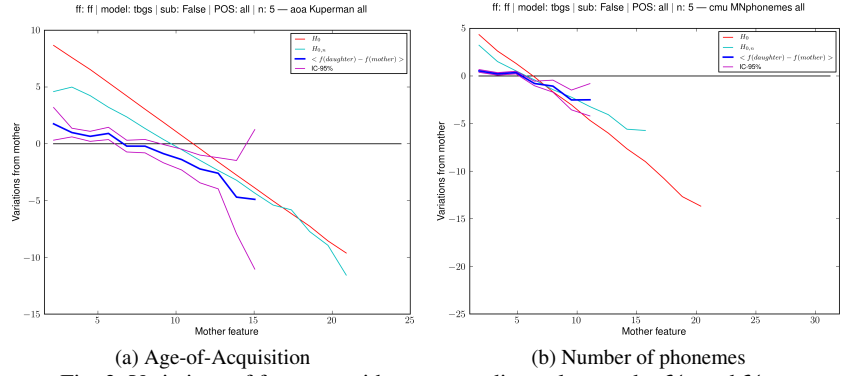 ff: ff | model: tbgs | sub: False | POS: all | n: 5 — aoa Kuperman all
10
5
0
−5
−10
−15
Variations from mother
5
10
15
20
25
Mother feature
H₀
H₀,ₙ
< f(daughter) − f(mother) >
IC-95%
(a) Age-of-Acquisition
ff: ff | model: tbgs | sub: False | POS: all | n: 5 — cmu MNphonemes all
5
0
−5
−10
−15
−20
−25
Variations from mother
5
10
15
20
25
30
Mother feature
H₀
H₀,ₙ
< f(daughter) − f(mother) >
IC-95%
(b) Number of phonemes